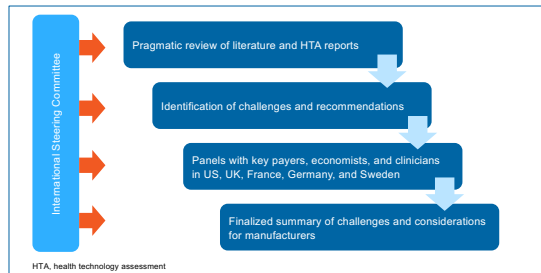 International Steering Committee
Pragmatic review of literature and HTA reports
Identification of challenges and recommendations
Panels with key payers, economists, and clinicians
in US, UK, France, Germany, and Sweden
Finalized summary of challenges and considerations
for manufacturers
HTA, health technology assessment